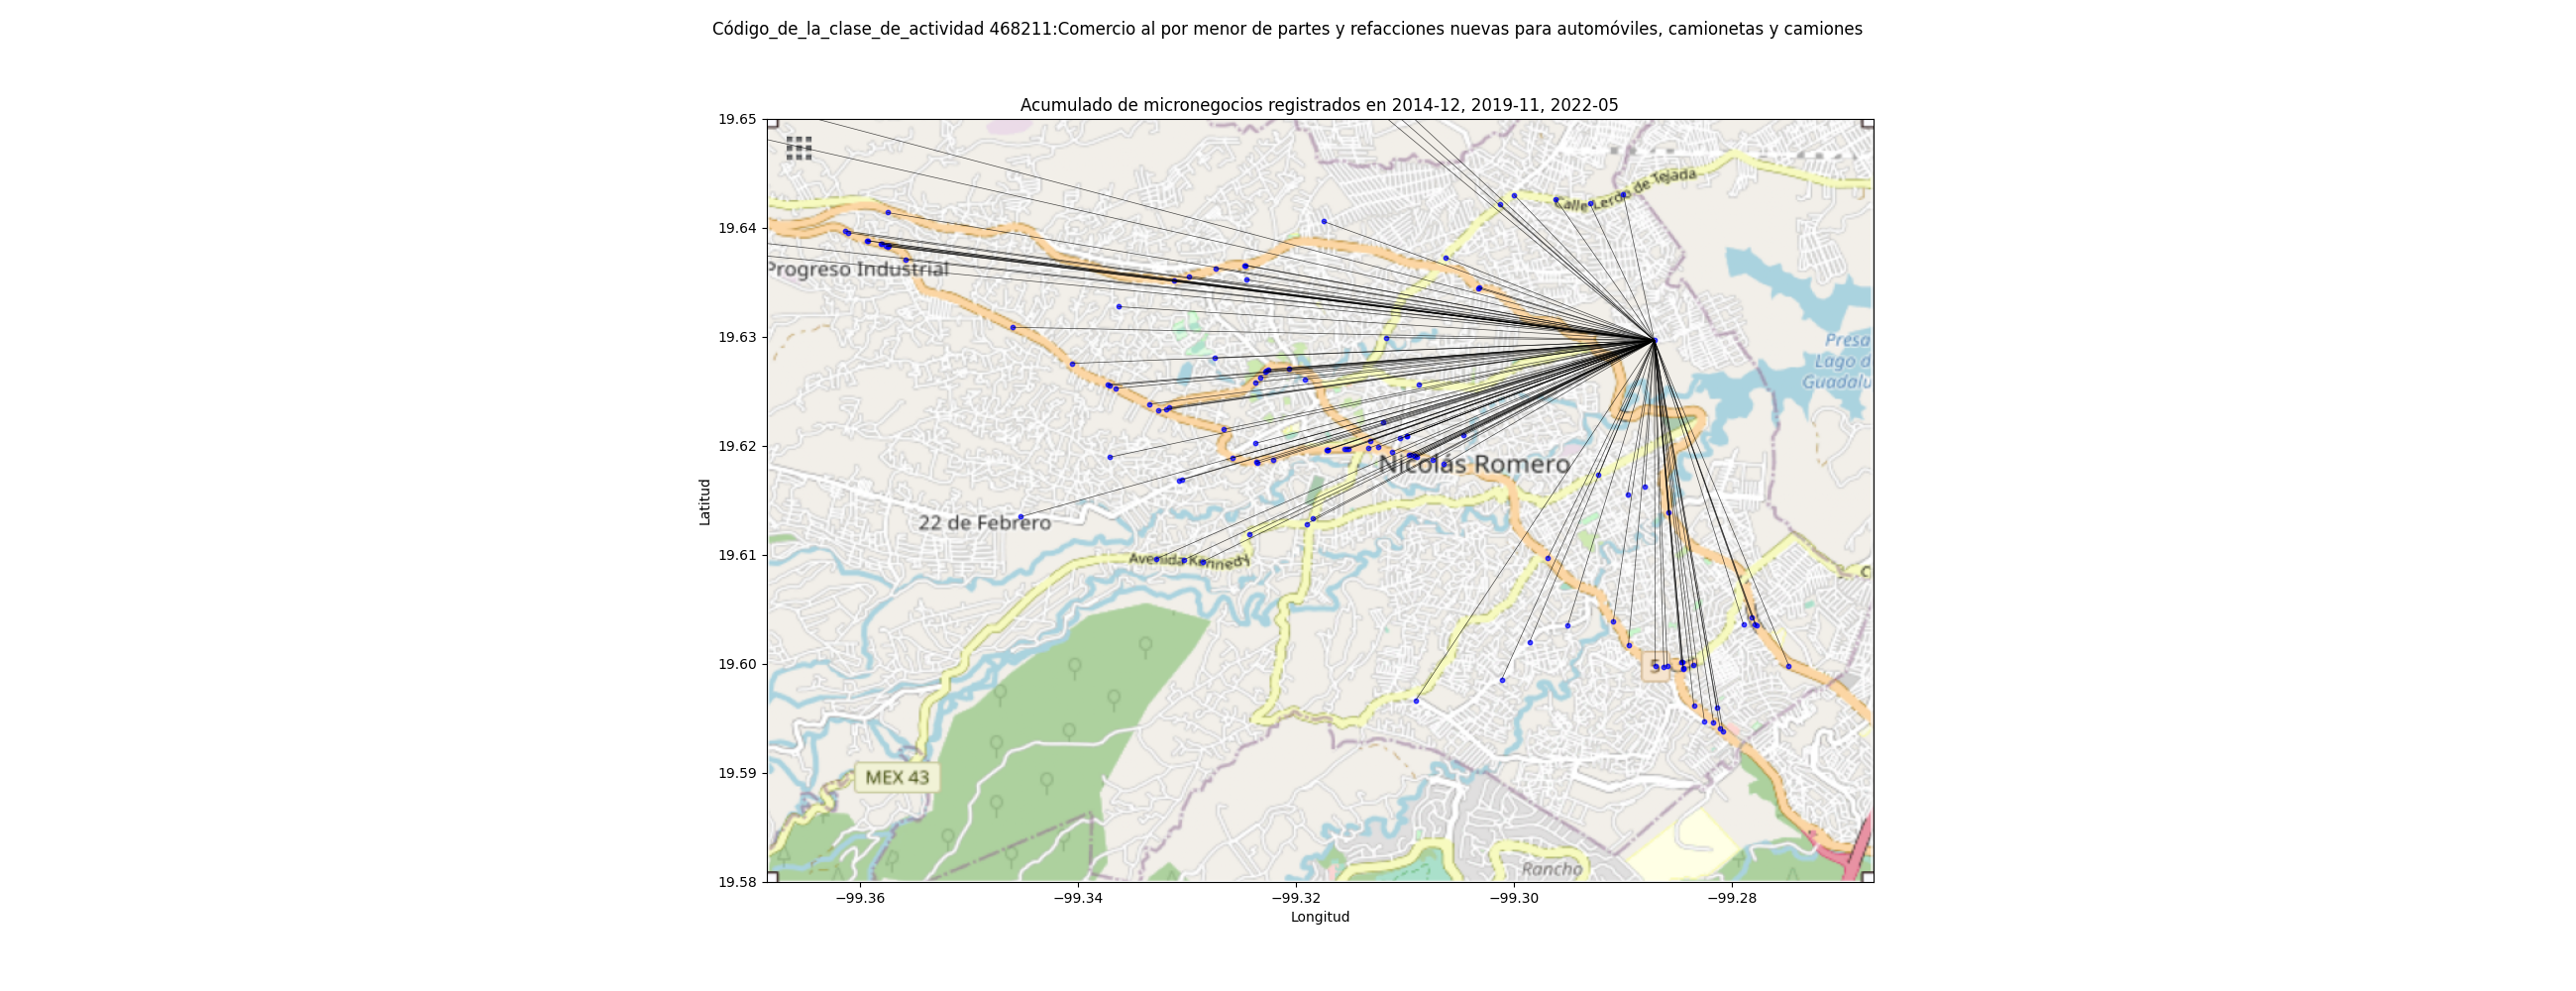 Código_de_la_clase_de_actividad 468211:Comercio al por menor de partes y refacciones nuevas para automóviles, camionetas y camiones
Acumulado de micronegocios registrados en 2014-12, 2019-11, 2022-05
19.65
19.64
19.63
19.62
19.61
19.60
19.59
19.58
Latitud
Calle Lerdo de Tejada
Progreso Industrial
Presa
Lago d
Guadalu
Nicolás Romero
22 de Febrero
Avenida Kennedy
C
5
MEX 43
Rancho
−99.36
−99.34
−99.32
−99.30
−99.28
Longitud